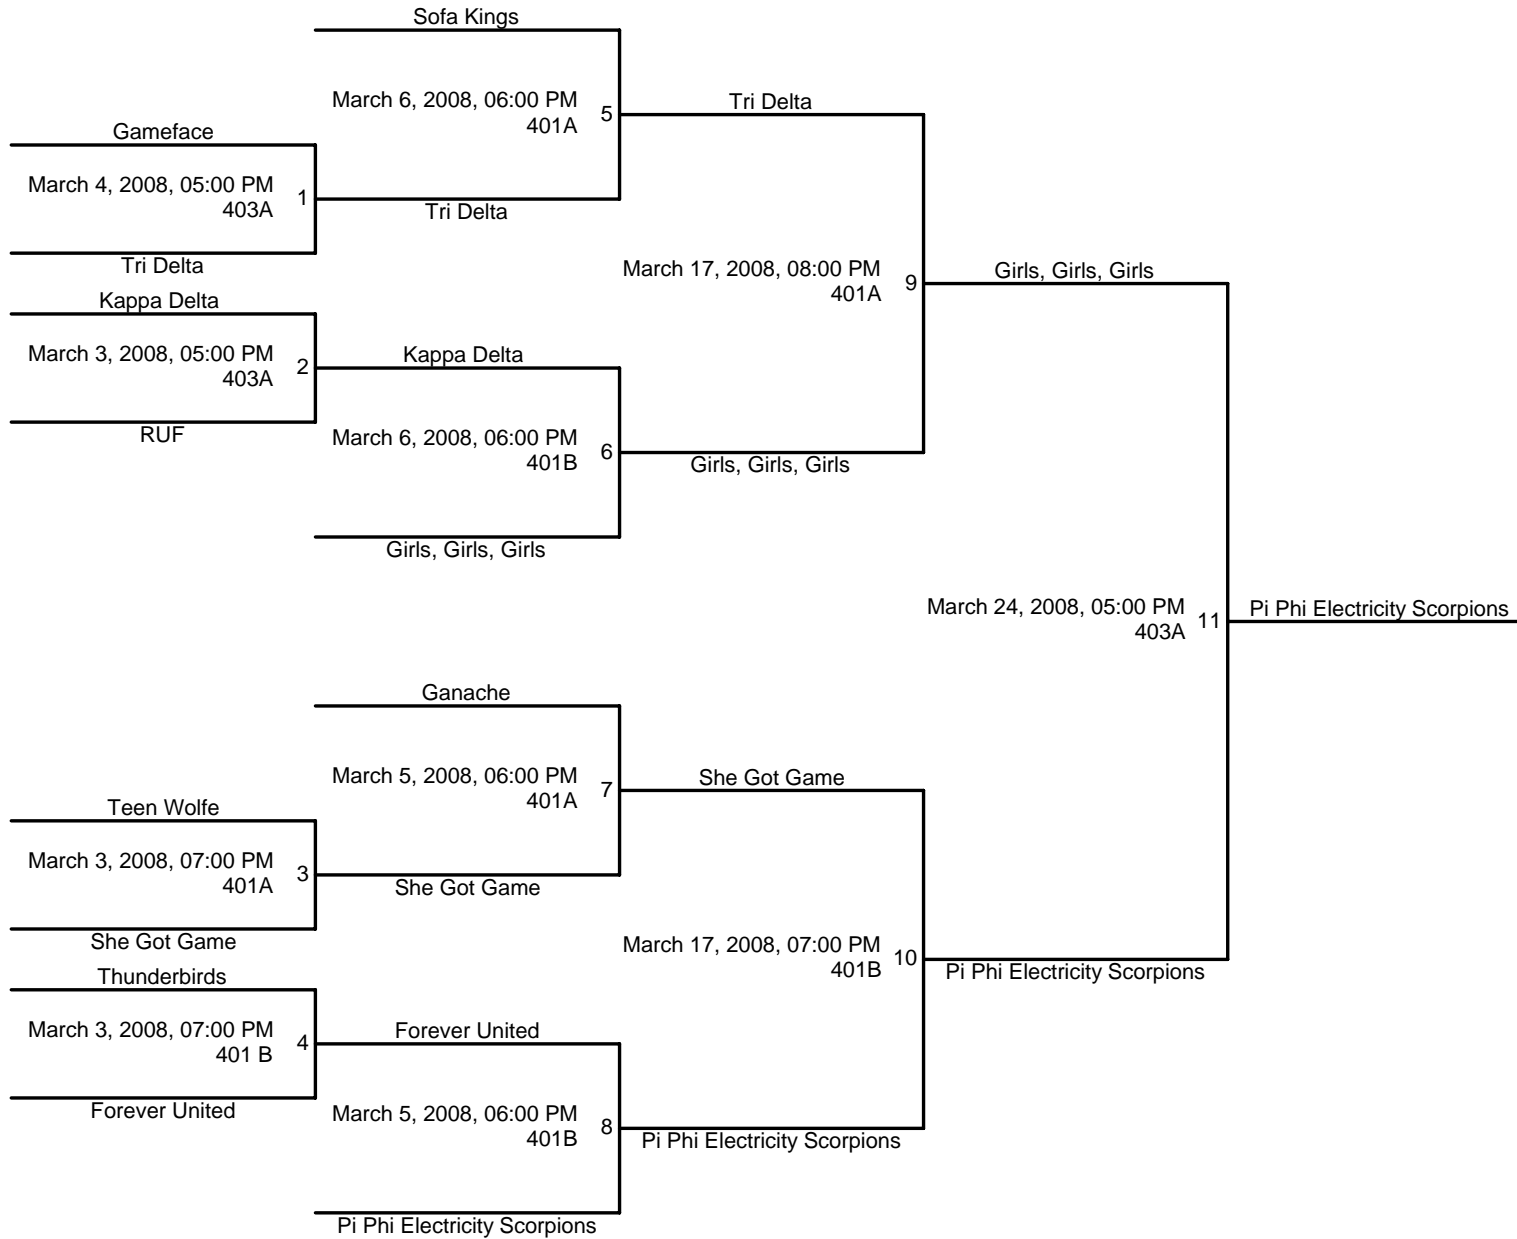 Sofa Kings
March 6, 2008, 06:00 PM
401A
5
Tri Delta
Gameface
March 4, 2008, 05:00 PM
403A
1
Tri Delta
Tri Delta
Kappa Delta
March 3, 2008, 05:00 PM
403A
2
RUF
Kappa Delta
March 6, 2008, 06:00 PM
401B
6
Girls, Girls, Girls
Girls, Girls, Girls
March 17, 2008, 08:00 PM
401A
9
Girls, Girls, Girls
March 24, 2008, 05:00 PM
403A
11
Pi Phi Electricity Scorpions
Ganache
March 5, 2008, 06:00 PM
401A
7
She Got Game
Teen Wolfe
March 3, 2008, 07:00 PM
401A
3
She Got Game
She Got Game
Thunderbirds
March 3, 2008, 07:00 PM
401 B
4
Forever United
Forever United
March 5, 2008, 06:00 PM
401B
8
Pi Phi Electricity Scorpions
Pi Phi Electricity Scorpions
March 17, 2008, 07:00 PM
401B
10
Pi Phi Electricity Scorpions